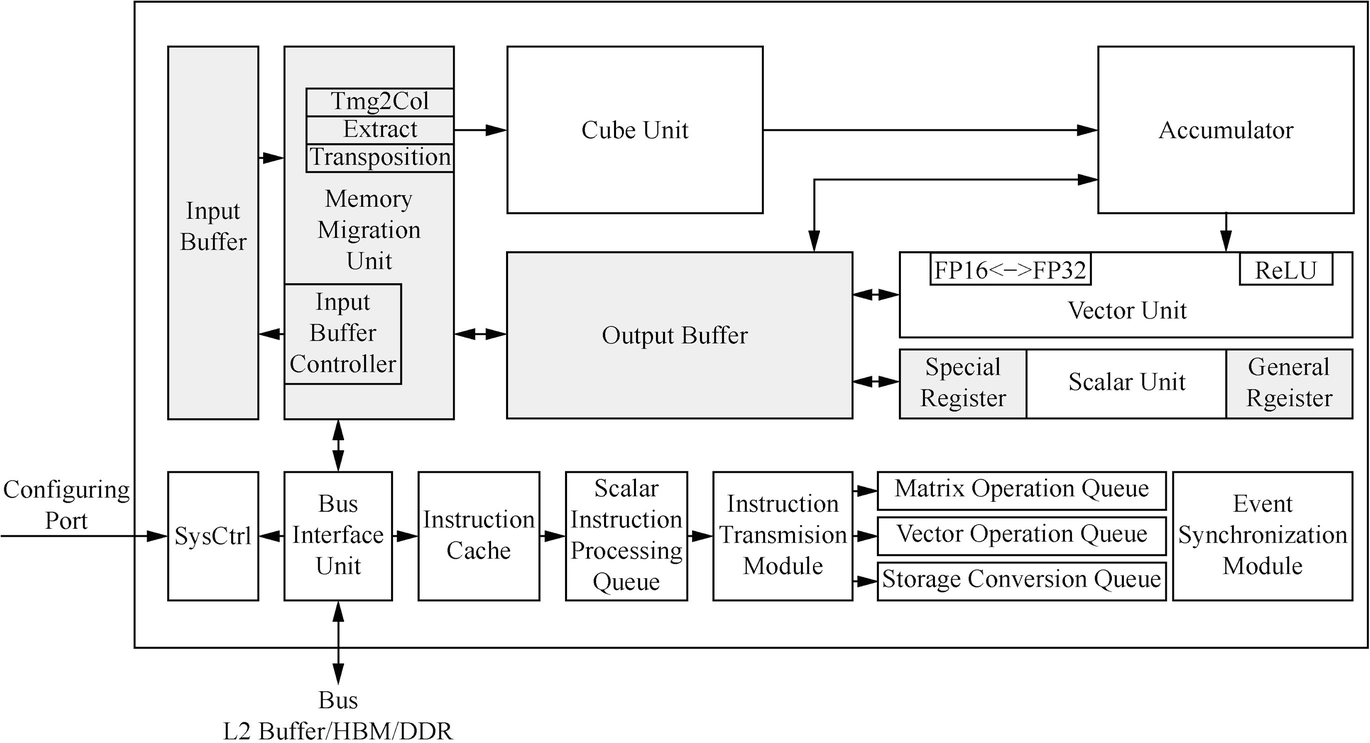 Input
Buffer
Tmg2Col
Extract
Transposition
Memory
Migration
Unit
Input
Buffer
Controller
Cube Unit
Accumulator
Output Buffer
FP16<−>FP32
ReLU
Vector Unit
Special
Register
Scalar Unit
General
Rgeister
Configuring
Port
SysCtrl
Bus
Interface
Unit
Instruction
Cache
Scalar
Instruction
Processing
Queue
Instruction
Transmision
Module
Matrix Operation Queue
Vector Operation Queue
Storage Conversion Queue
Event
Synchronization
Module
Bus
L2 Buffer/HBM/DDR